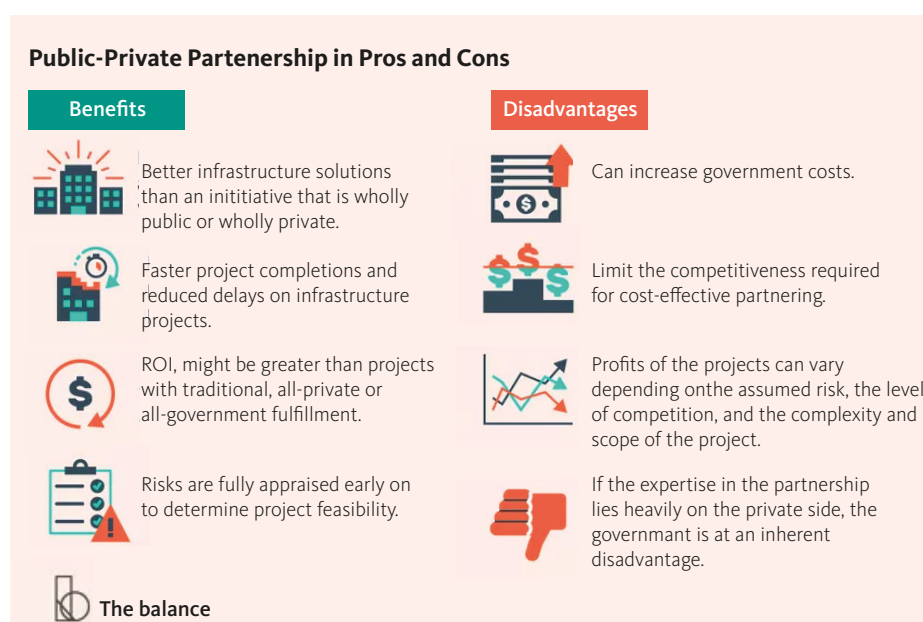 Public-Private Partenership in Pros and Cons
Benefits
Better infrastructure solutions
than an inititiative that is wholly
public or wholly private.
Faster project completions and
reduced delays on infrastructure
projects.
ROI, might be greater than projects
with traditional, all-private or
all-government fulfillment.
Risks are fully appraised early on
to determine project feasibility.
Disadvantages
Can increase government costs.
Limit the competitiveness required
for cost-effective partnering.
Profits of the projects can vary
depending onthe assumed risk, the level
of competition, and the complexity and
scope of the project.
If the expertise in the partnership
lies heavily on the private side, the
governmant is at an inherent
disadvantage.
The balance